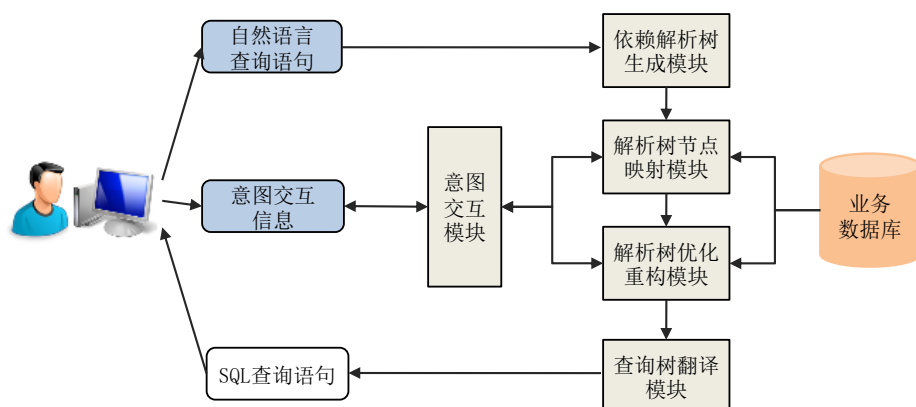 自然语言
查询语句
依赖解析树
生成模块
解析树节点
映射模块
意图交互
信息
意图
交互
模块
业务
数据库
解析树优化
重构模块
SQL查询语句
查询树翻译
模块